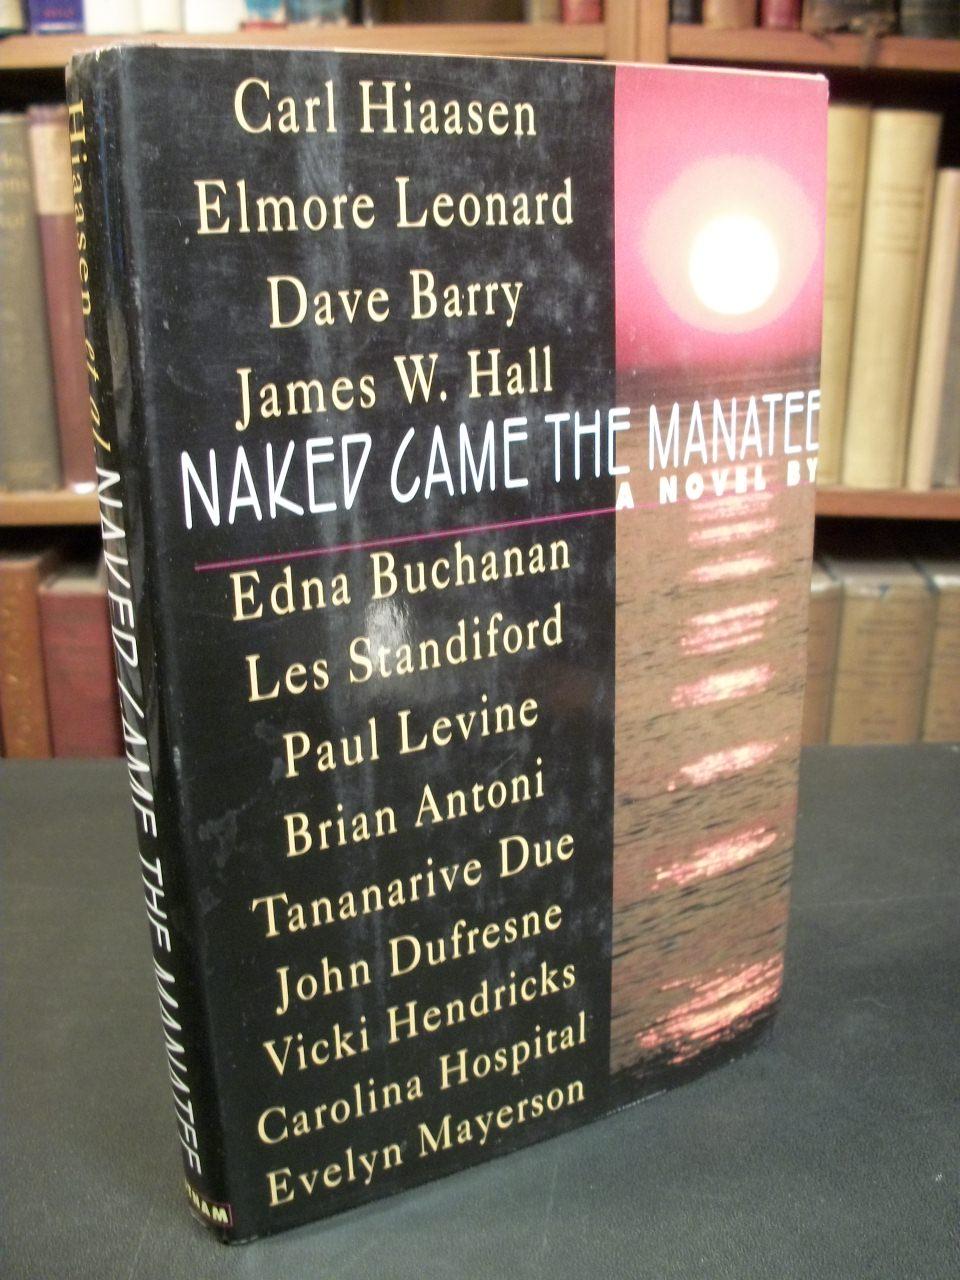 Carl Hiaasen
Elmore Leonard
Dave Barry
James W. Hall
NAKED CAME THE MANATEE
A NOVEL BY
Edna Buchanan
Les Standiford
Paul Levine
Brian Antoni
Tananarive Due
John Dufresne
Vicki Hendricks
Carolina Hospital
Evelyn Mayerson
Hiaasen et al.
NAKED CAME THE MANATEE